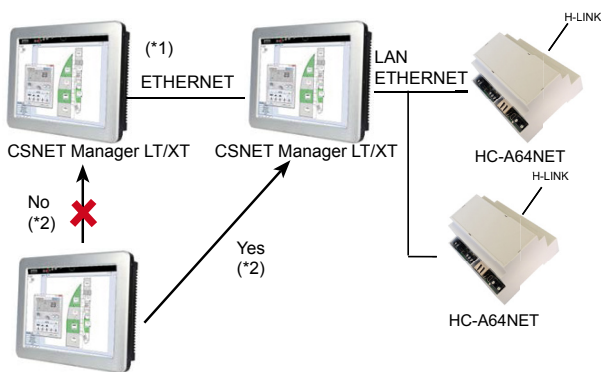 H-LINK
(*1)
LAN
ETHERNET
ETHERNET
CSNET Manager LT/XT
CSNET Manager LT/XT
HC-A64NET
H-LINK
No
(*2)
Yes
(*2)
HC-A64NET